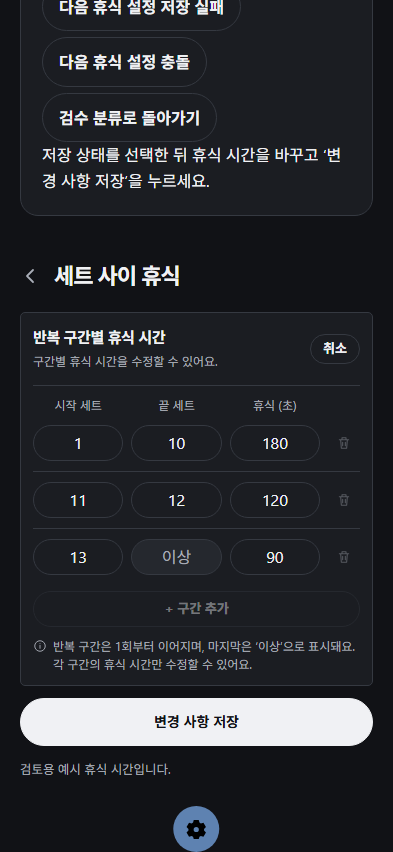 다음 휴식 설정 저장 실패
다음 휴식 설정 충돌
검수 분류로 돌아가기
저장 상태를 선택한 뒤 휴식 시간을 바꾸고 ‘변
경 사항 저장’을 누르세요.
세트 사이 휴식
반복 구간별 휴식 시간
구간별 휴식 시간을 수정할 수 있어요.
취소
시작 세트 끝 세트 휴식 (초)
1 10 180
11 12 120
13 이상 90
+ 구간 추가
반복 구간은 1회부터 이어지며, 마지막은 ‘이상’으로 표시돼요.
각 구간의 휴식 시간만 수정할 수 있어요.
변경 사항 저장
검토용 예시 휴식 시간입니다.